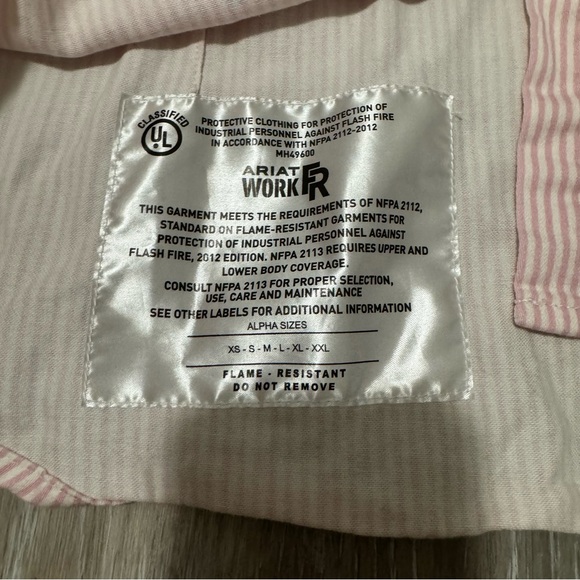 CLASSIFIED
UL
PROTECTIVE CLOTHING FOR PROTECTION OF
INDUSTRIAL PERSONNEL AGAINST FLASH FIRE
IN ACCORDANCE WITH NFPA 2112-2012
MH49600
ARIAT
WORK FR
THIS GARMENT MEETS THE REQUIREMENTS OF NFPA 2112,
STANDARD ON FLAME-RESISTANT GARMENTS FOR
PROTECTION OF INDUSTRIAL PERSONNEL AGAINST
FLASH FIRE, 2012 EDITION. NFPA 2113 REQUIRES UPPER AND
LOWER BODY COVERAGE.
CONSULT NFPA 2113 FOR PROPER SELECTION,
USE, CARE AND MAINTENANCE
SEE OTHER LABELS FOR ADDITIONAL INFORMATION
ALPHA SIZES
XS - S - M - L - XL - XXL
FLAME - RESISTANT
DO NOT REMOVE